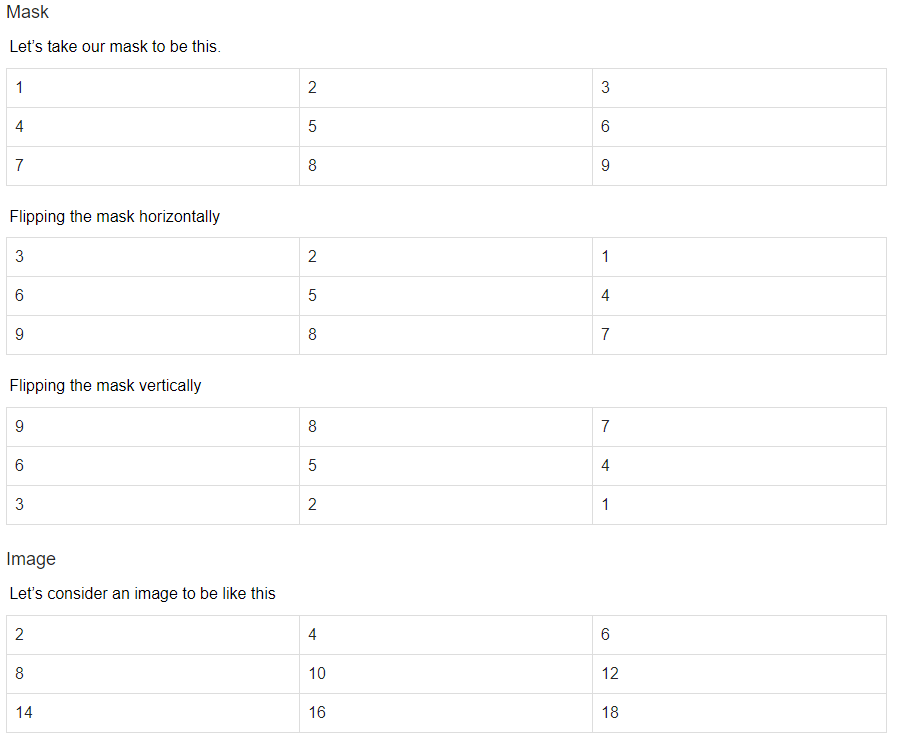 Mask
Let’s take our mask to be this.
1 2 3
4 5 6
7 8 9
Flipping the mask horizontally
3 2 1
6 5 4
9 8 7
Flipping the mask vertically
9 8 7
6 5 4
3 2 1
Image
Let’s consider an image to be like this
2 4 6
8 10 12
14 16 18